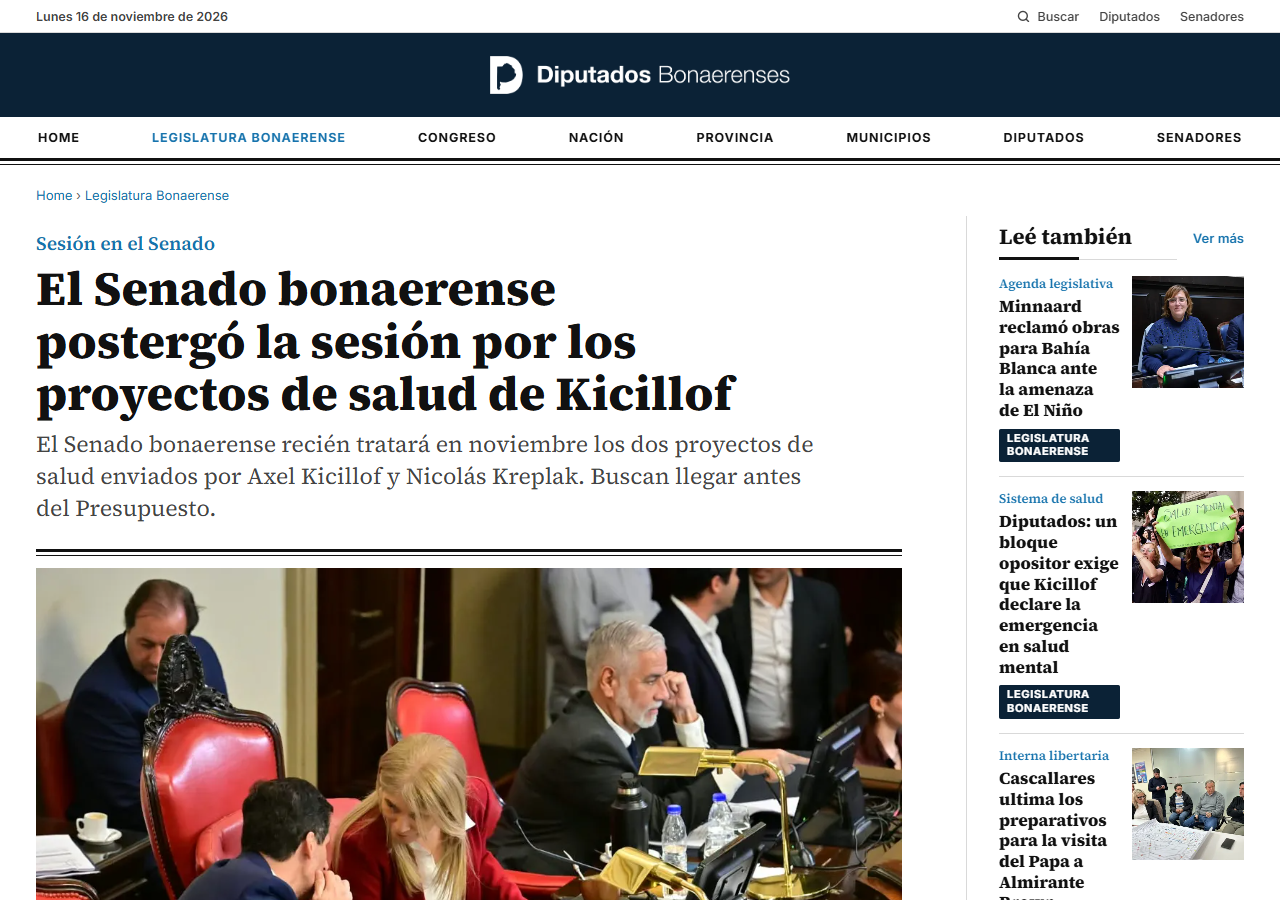 Lunes 16 de noviembre de 2026
Buscar Diputados Senadores
Diputados Bonaerenses
HOME LEGISLATURA BONAERENSE CONGRESO NACIÓN PROVINCIA MUNICIPIOS DIPUTADOS SENADORES
Home › Legislatura Bonaerense
Sesión en el Senado
El Senado bonaerense
postergó la sesión por los
proyectos de salud de Kicillof
El Senado bonaerense recién tratará en noviembre los dos proyectos de
salud enviados por Axel Kicillof y Nicolás Kreplak. Buscan llegar antes
del Presupuesto.
Leé también
Ver más
Agenda legislativa
Minnaard
reclamó obras
para Bahía
Blanca ante
la amenaza
de El Niño
LEGISLATURA
BONAERENSE
Sistema de salud
Diputados: un
bloque
opositor exige
que Kicillof
declare la
emergencia
en salud
mental
LEGISLATURA
BONAERENSE
SALUD MENTAL
EN EMERGENCIA
Interna libertaria
Cascallares
ultima los
preparativos
para la visita
del Papa a
Almirante